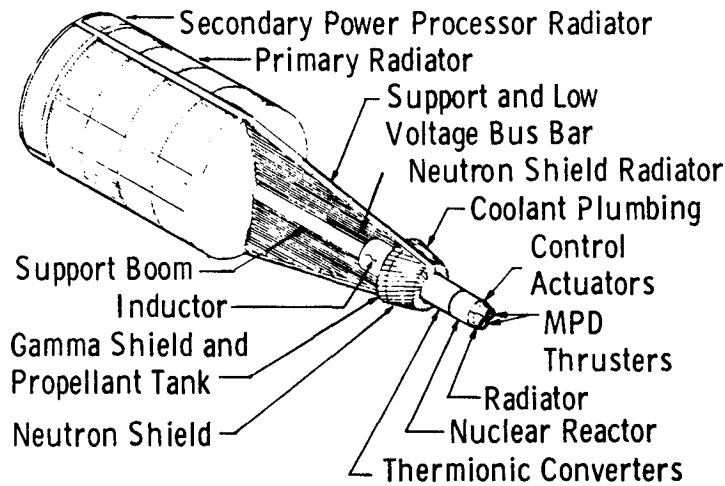 Secondary Power Processor Radiator
Primary Radiator
Support and Low
Voltage Bus Bar
Neutron Shield Radiator
Coolant Plumbing
Control
Actuators
MPD
Thrusters
Radiator
Nuclear Reactor
Thermionic Converters
Support Boom
Inductor
Gamma Shield and
Propellant Tank
Neutron Shield